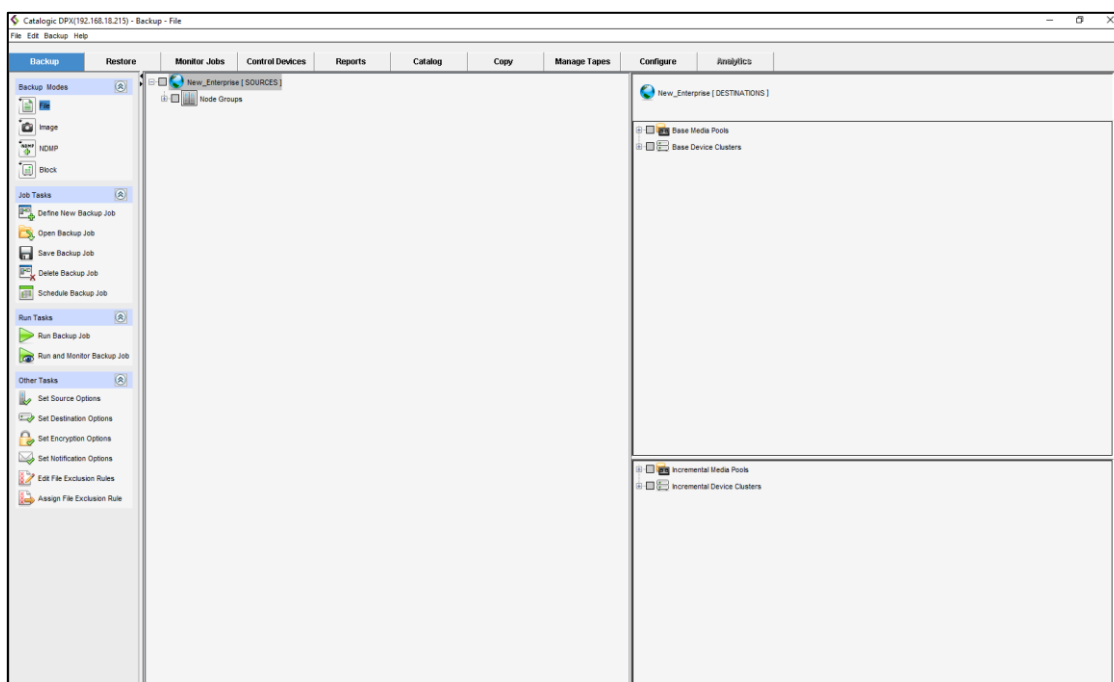 Catalogic DPX(192.168.18.215) - Backup - File
File Edit Backup Help
Backup Restore Monitor Jobs Control Devices Reports Catalog Copy Manage Tapes Configure Analytics
Backup Modes
File
Image
NDMP
NDMP
Block
Job Tasks
Define New Backup Job
Open Backup Job
Save Backup Job
Delete Backup Job
Schedule Backup Job
Run Tasks
Run Backup Job
Run and Monitor Backup Job
Other Tasks
Set Source Options
Set Destination Options
Set Encryption Options
Set Notification Options
Edit File Exclusion Rules
Assign File Exclusion Rule
New_Enterprise [ SOURCES ]
Node Groups
New_Enterprise [ DESTINATIONS ]
Base Media Pools
Base Device Clusters
Incremental Media Pools
Incremental Device Clusters